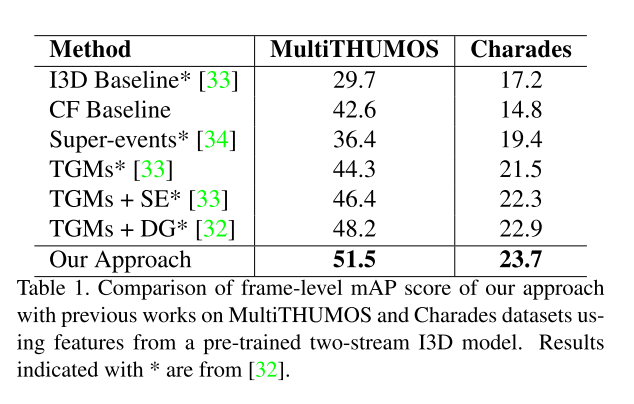 Method MultiTHUMOS Charades
I3D Baseline* [33] 29.7 17.2
CF Baseline 42.6 14.8
Super-events* [34] 36.4 19.4
TGMs* [33] 44.3 21.5
TGMs + SE* [33] 46.4 22.3
TGMs + DG* [32] 48.2 22.9
Our Approach 51.5 23.7
Table 1. Comparison of frame-level mAP score of our approach
with previous works on MultiTHUMOS and Charades datasets us-
ing features from a pre-trained two-stream I3D model. Results
indicated with * are from [32].